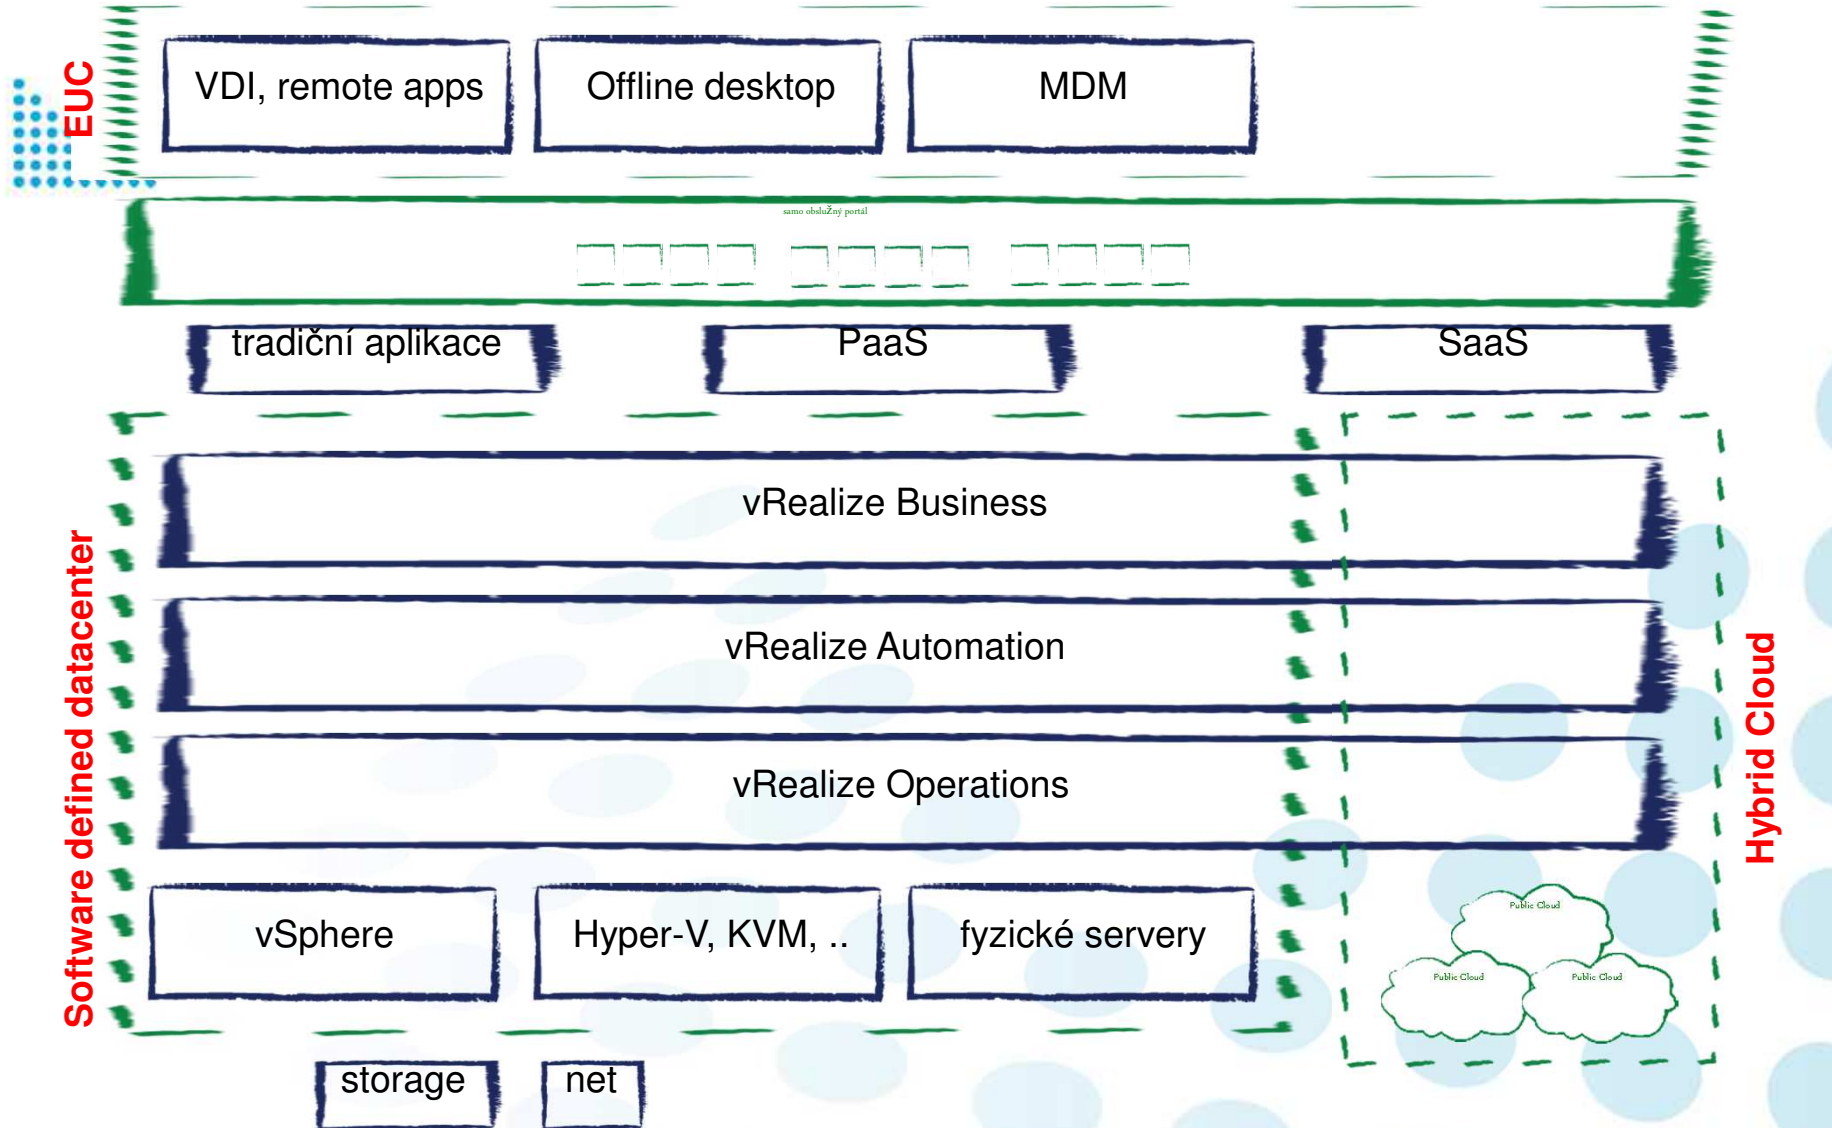 EUC
VDI, remote apps
Offline desktop
MDM
samo obslužný portál
tradiční aplikace
PaaS
SaaS
Software defined datacenter
vRealize Business
vRealize Automation
vRealize Operations
Hybrid Cloud
vSphere
Hyper-V, KVM, ..
fyzické servery
Public Cloud
Public Cloud
Public Cloud
storage
net